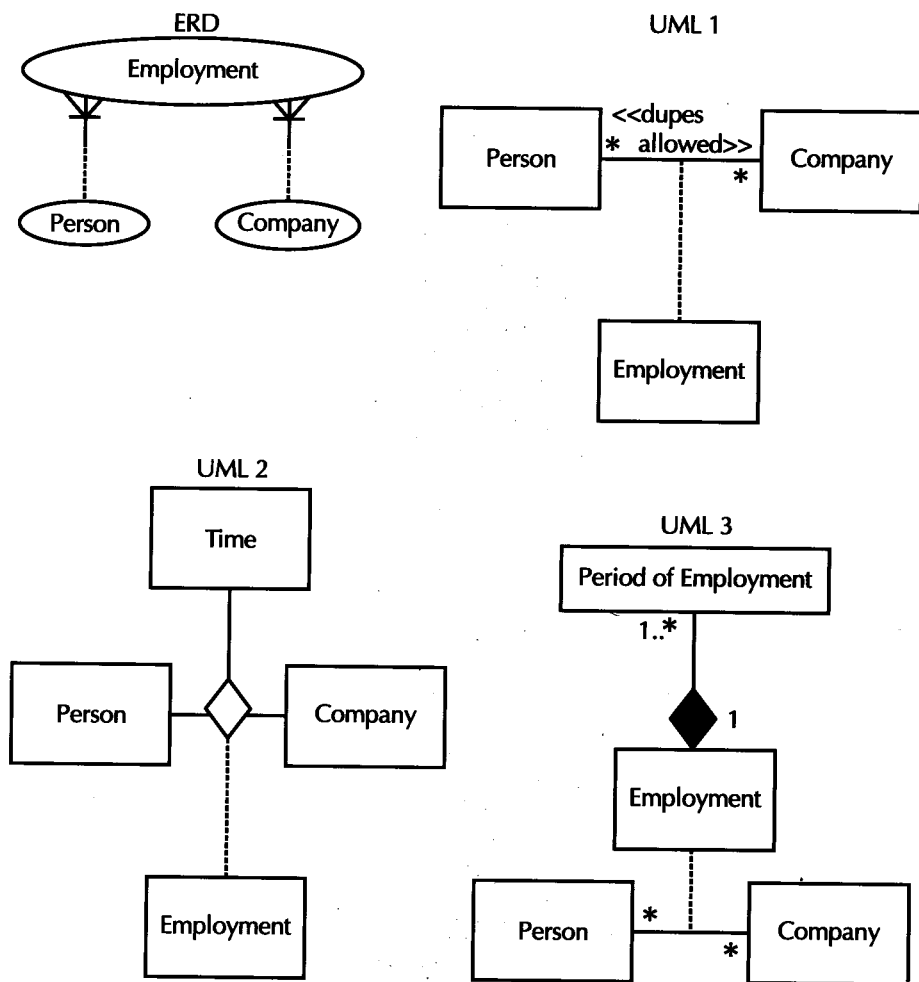 ERD
Employment
Person
Company
UML 1
<<dupes
* allowed>>
Person
Company
*
Employment
UML 2
Time
Person
Company
Employment
UML 3
Period of Employment
1..*
1
Employment
Person
*
*
Company